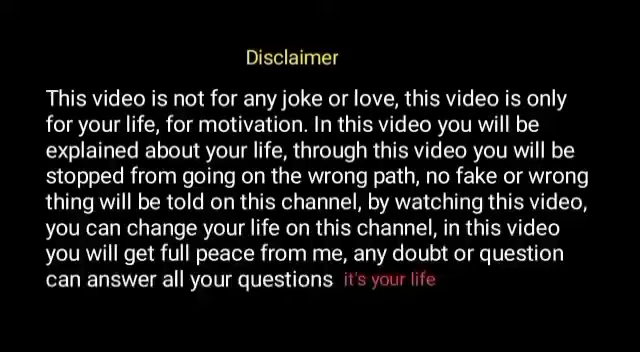 Disclaimer
This video is not for any joke or love, this video is only
for your life, for motivation. In this video you will be
explained about your life, through this video you will be
stopped from going on the wrong path, no fake or wrong
thing will be told on this channel, by watching this video,
you can change your life on this channel, in this video
you will get full peace from me, any doubt or question
can answer all your questions it's your life